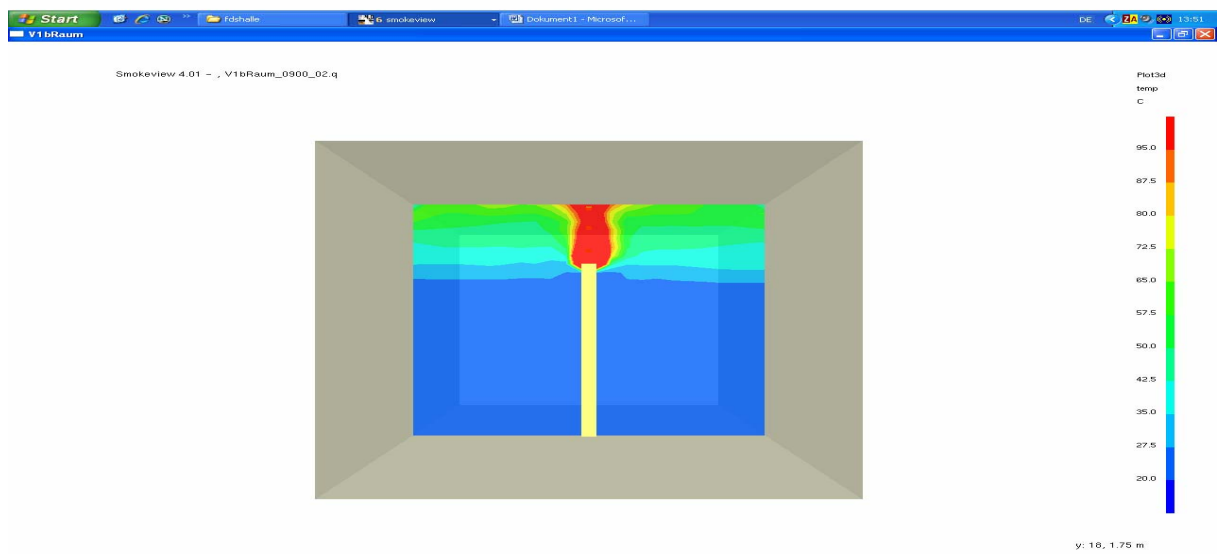 Start
fdshalle
6 smokeview
Dokument1 - Microsof...
DE
ZA
13:51
V1bRaum
Smokeview 4.01 - , V1bRaum_0900_02.q
Plot3d
temp
C
95.0
87.5
80.0
72.5
65.0
57.5
50.0
42.5
35.0
27.5
20.0
y: 18, 1.75 m